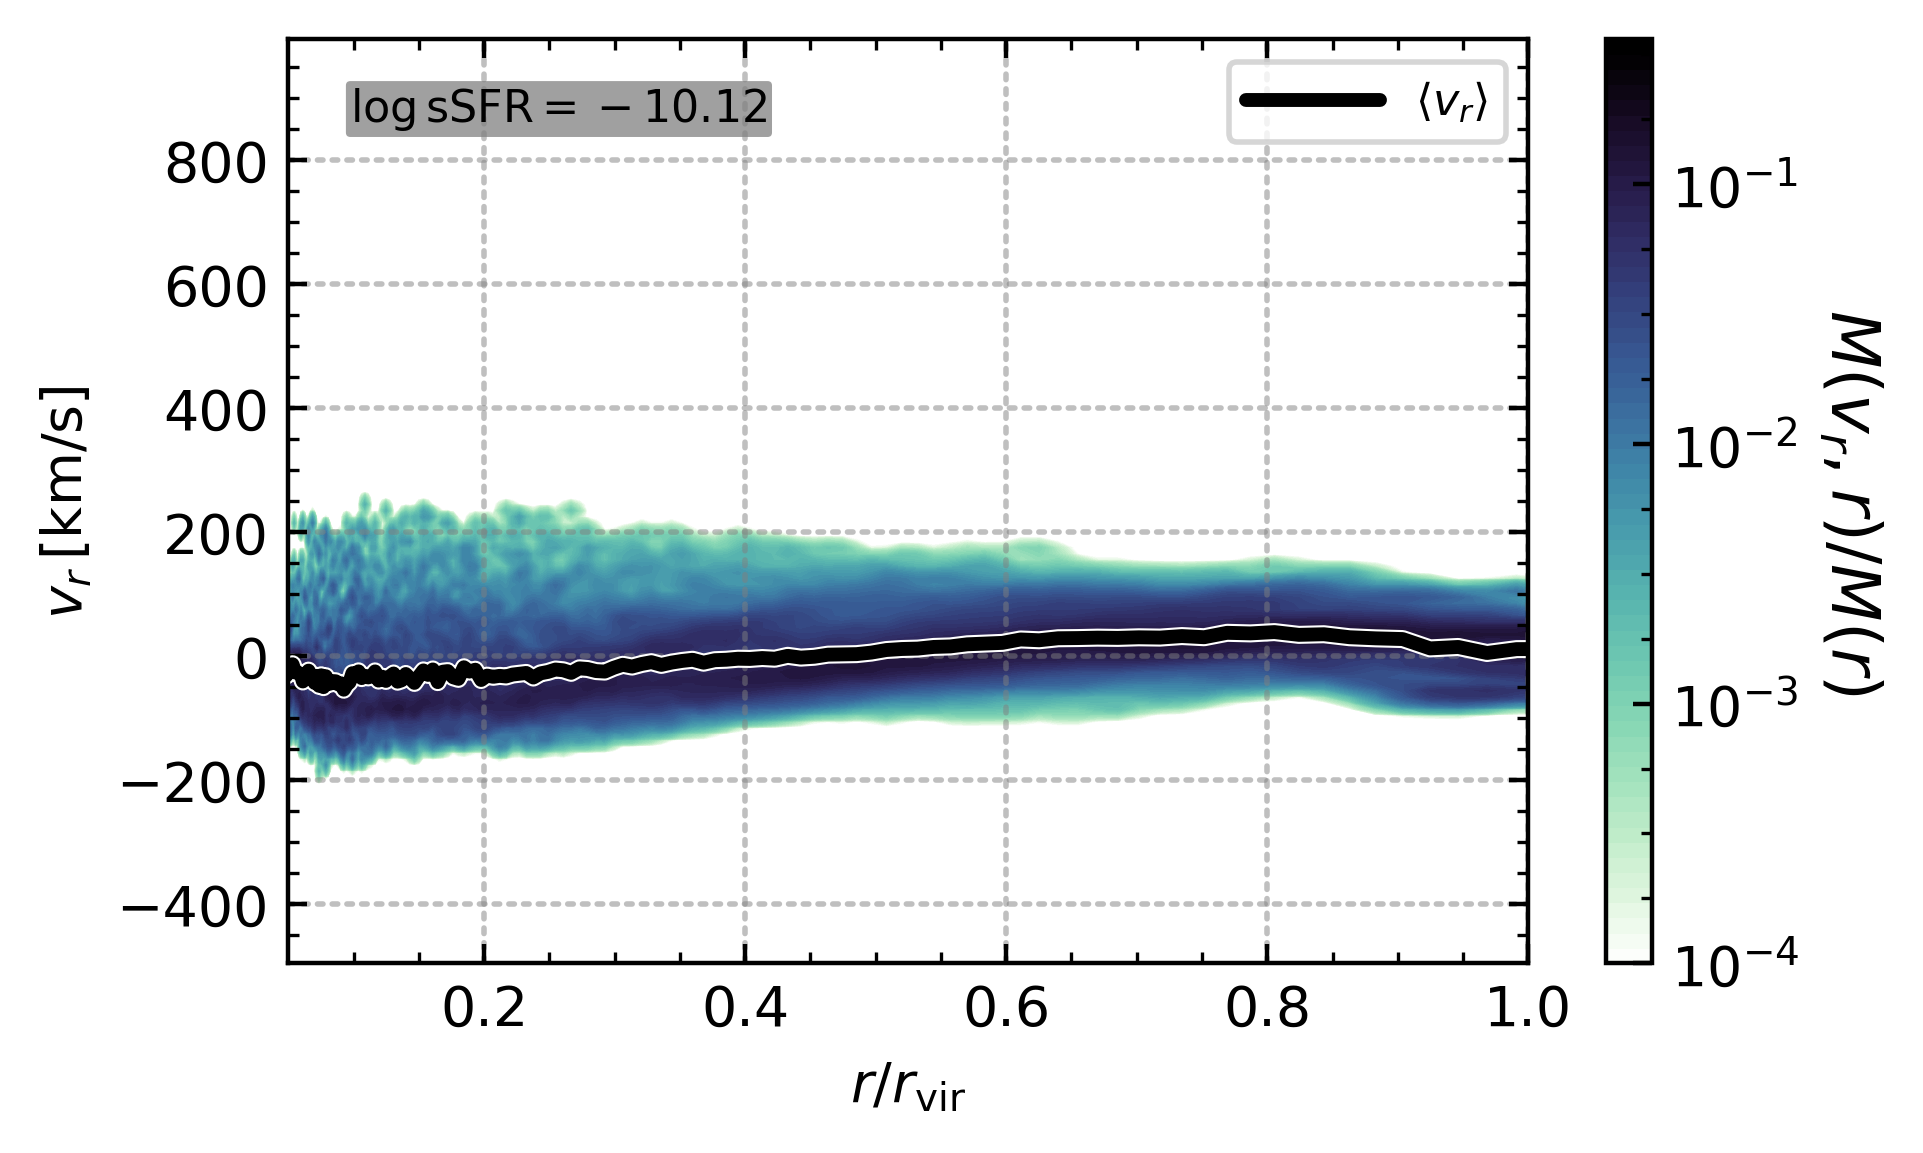 log sSFR = −10.12
⟨v_r⟩
v_r [km/s]
800
600
400
200
0
−200
−400
0.2 0.4 0.6 0.8 1.0
r/r_vir
10⁻¹
10⁻²
10⁻³
10⁻⁴
M(v_r, r)/M(r)